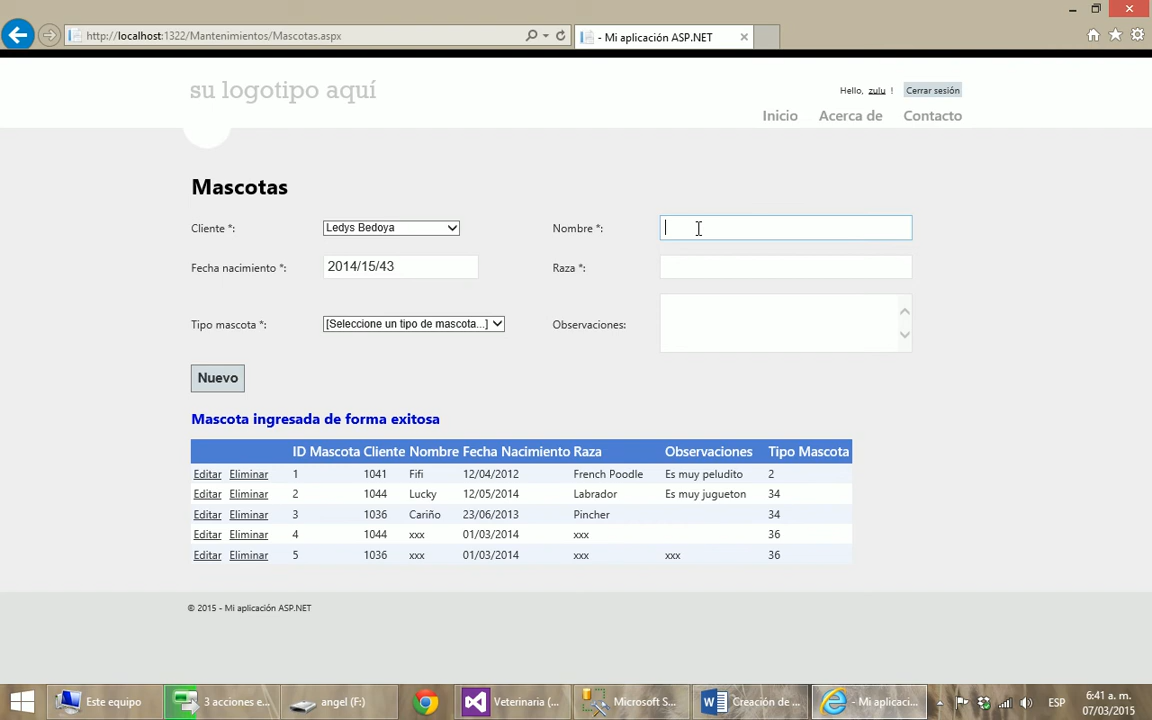 http://localhost:1322/Mantenimientos/Mascotas.aspx
- Mi aplicación ASP.NET
su logotipo aquí
Hello, zulu ! Cerrar sesión
Inicio Acerca de Contacto
Mascotas
Cliente *: Ledys Bedoya Nombre *:
Fecha nacimiento *: 2014/15/43 Raza *:
Tipo mascota *: [Seleccione un tipo de mascota...] Observaciones:
Nuevo
Mascota ingresada de forma exitosa
ID Mascota Cliente Nombre Fecha Nacimiento Raza Observaciones Tipo Mascota
Editar Eliminar 1 1041 Fifi 12/04/2012 French Poodle Es muy peludito 2
Editar Eliminar 2 1044 Lucky 12/05/2014 Labrador Es muy jugueton 34
Editar Eliminar 3 1036 Cariño 23/06/2013 Pincher 34
Editar Eliminar 4 1044 xxx 01/03/2014 xxx 36
Editar Eliminar 5 1036 xxx 01/03/2014 xxx xxx 36
© 2015 - Mi aplicación ASP.NET
Este equipo 3 acciones e... angel (F:) Veterinaria (... Microsoft S... Creación de ... - Mi aplicaci... ESP 6:41 a. m.
07/03/2015